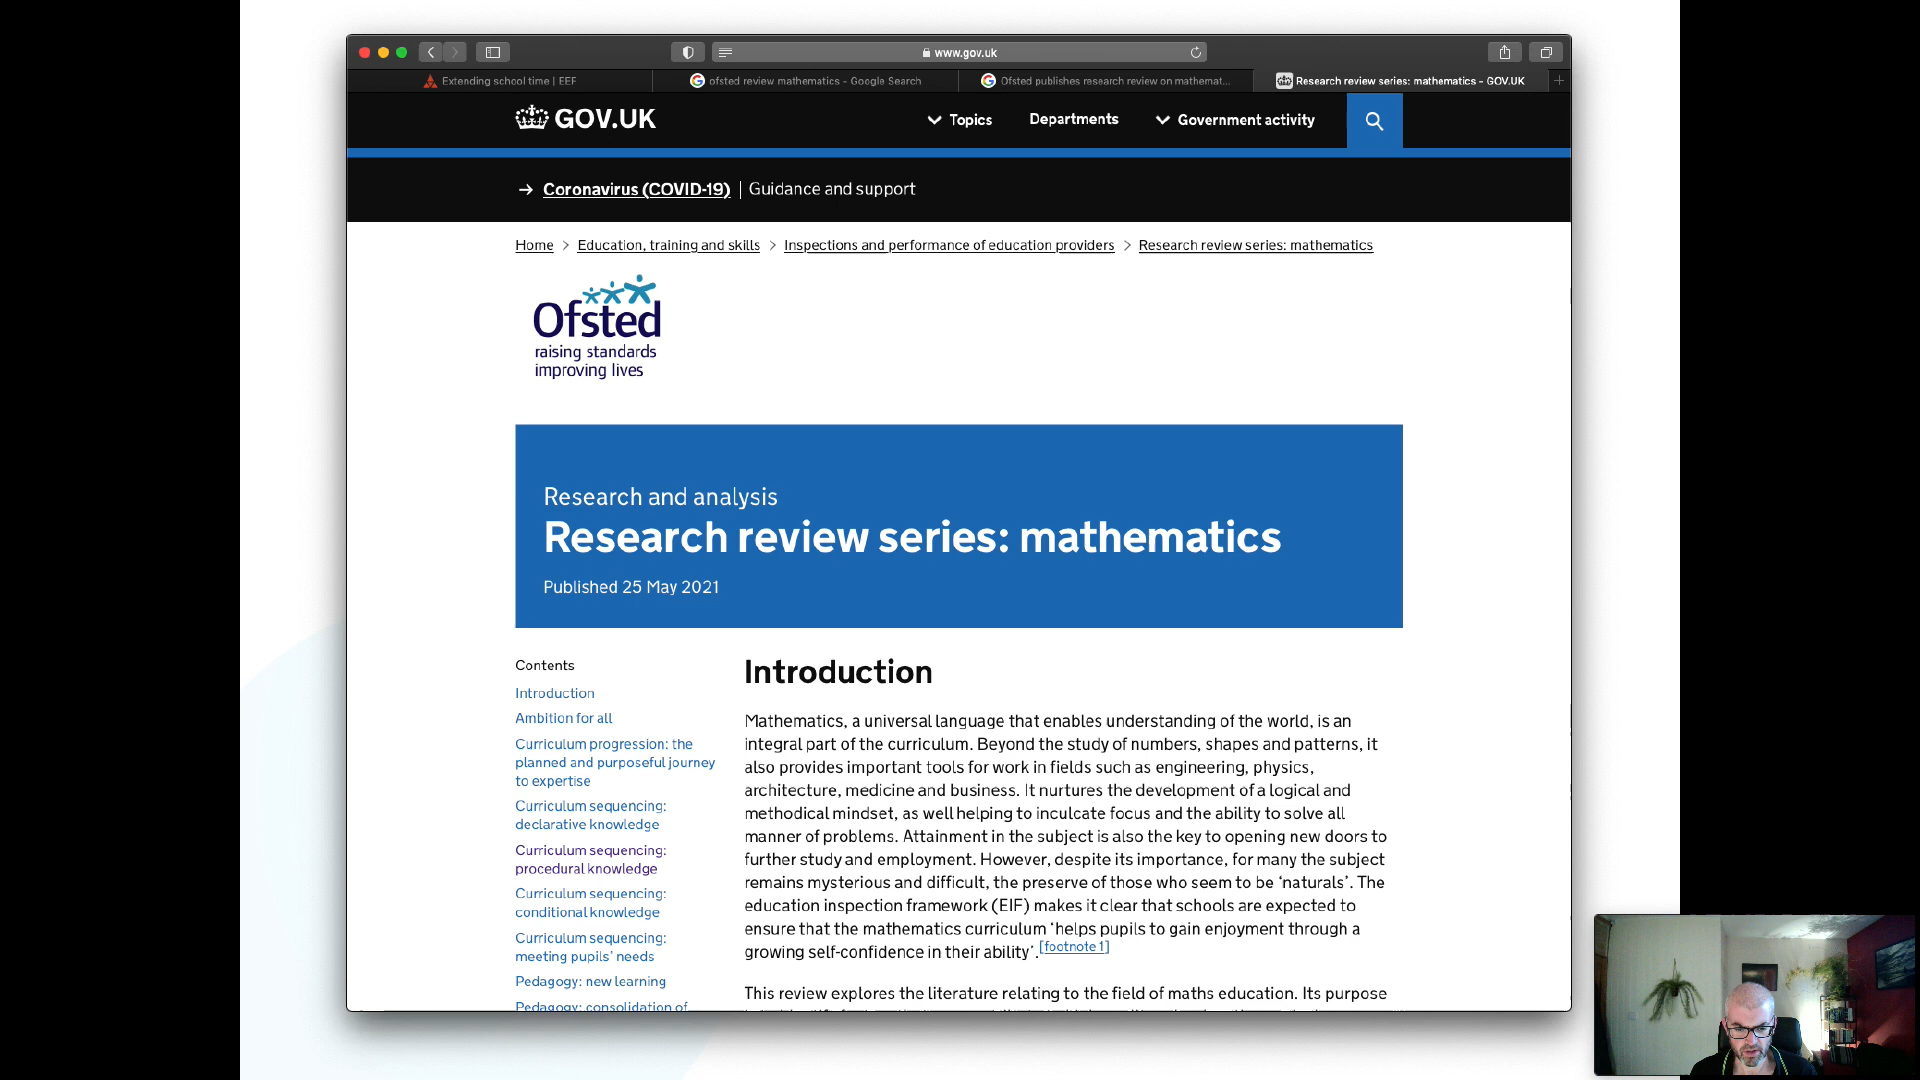 www.gov.uk
Extending school time | EEF
ofsted review mathematics - Google Search
Ofsted publishes research review on mathemat...
Research review series: mathematics - GOV.UK
GOV.UK
Topics
Departments
Government activity
→ Coronavirus (COVID-19) | Guidance and support
Home > Education, training and skills > Inspections and performance of education providers > Research review series: mathematics
Ofsted
raising standards
improving lives
Research and analysis
Research review series: mathematics
Published 25 May 2021
Contents
Introduction
Ambition for all
Curriculum progression: the
planned and purposeful journey
to expertise
Curriculum sequencing:
declarative knowledge
Curriculum sequencing:
procedural knowledge
Curriculum sequencing:
conditional knowledge
Curriculum sequencing:
meeting pupils' needs
Pedagogy: new learning
Pedagogy: consolidation of
Introduction
Mathematics, a universal language that enables understanding of the world, is an
integral part of the curriculum. Beyond the study of numbers, shapes and patterns, it
also provides important tools for work in fields such as engineering, physics,
architecture, medicine and business. It nurtures the development of a logical and
methodical mindset, as well helping to inculcate focus and the ability to solve all
manner of problems. Attainment in the subject is also the key to opening new doors to
further study and employment. However, despite its importance, for many the subject
remains mysterious and difficult, the preserve of those who seem to be ‘naturals’. The
education inspection framework (EIF) makes it clear that schools are expected to
ensure that the mathematics curriculum ‘helps pupils to gain enjoyment through a
growing self-confidence in their ability’.[footnote 1]
This review explores the literature relating to the field of maths education. Its purpose